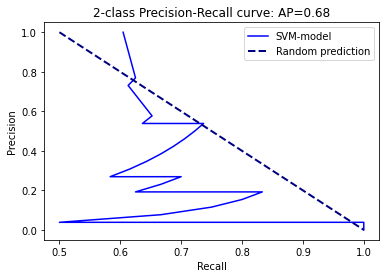 2-class Precision-Recall curve: AP=0.68
SVM-model
Random prediction
Precision
1.0
0.8
0.6
0.4
0.2
0.0
0.5
0.6
0.7
0.8
0.9
1.0
Recall